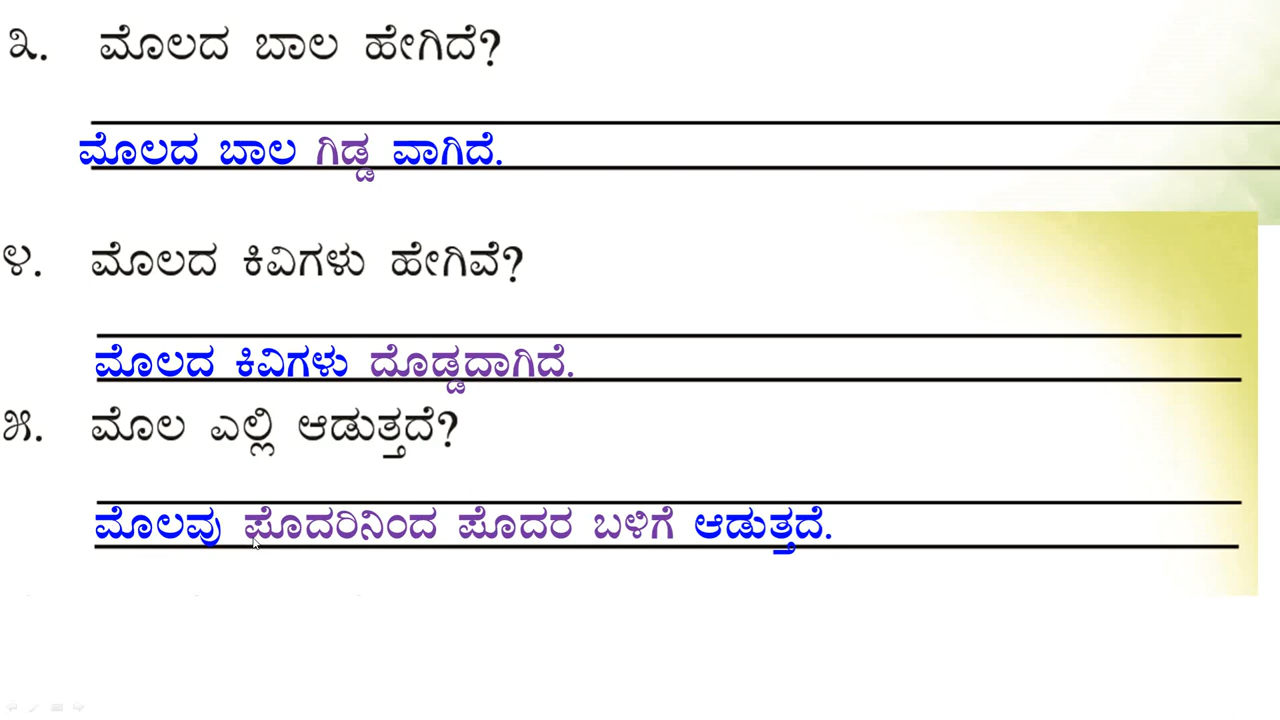 ೩. ಮೊಲದ ಬಾಲ ಹೇಗಿದೆ?
ಮೊಲದ ಬಾಲ ಗಿಡ್ಡ ವಾಗಿದೆ.
೪. ಮೊಲದ ಕಿವಿಗಳು ಹೇಗಿವೆ?
ಮೊಲದ ಕಿವಿಗಳು ದೊಡ್ಡದಾಗಿದೆ.
೫. ಮೊಲ ಎಲ್ಲಿ ಆಡುತ್ತದೆ?
ಮೊಲವು ಪೊದರಿನಿಂದ ಪೊದರ ಬಳಿಗೆ ಆಡುತ್ತದೆ.